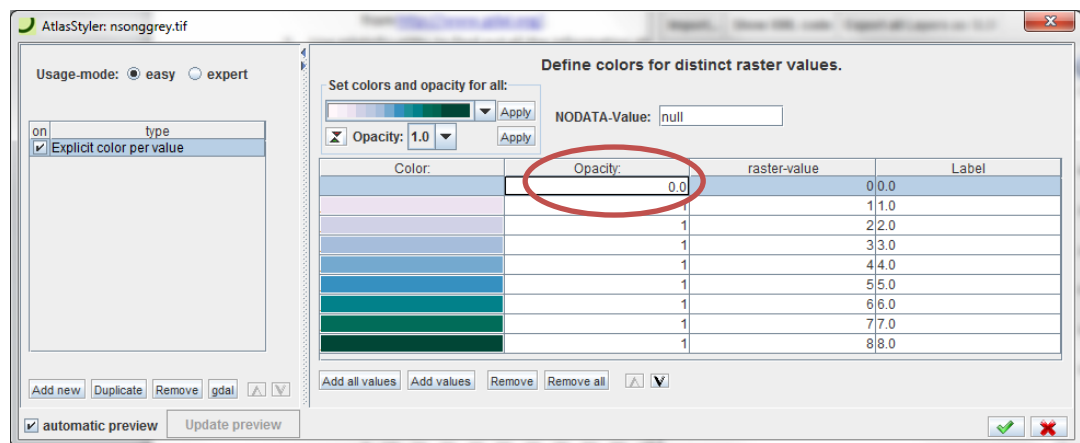 AtlasStyler: nsonggrey.tif
Usage-mode: easy expert
on type
Explicit color per value
Add new Duplicate Remove gdal
automatic preview Update preview
Define colors for distinct raster values.
Set colors and opacity for all:
Apply
Opacity: 1.0 Apply
NODATA-Value: null
Color: Opacity: raster-value Label
0.0 0 0.0
1 1 1.0
1 2 2.0
1 3 3.0
1 4 4.0
1 5 5.0
1 6 6.0
1 7 7.0
1 8 8.0
Add all values Add values Remove Remove all